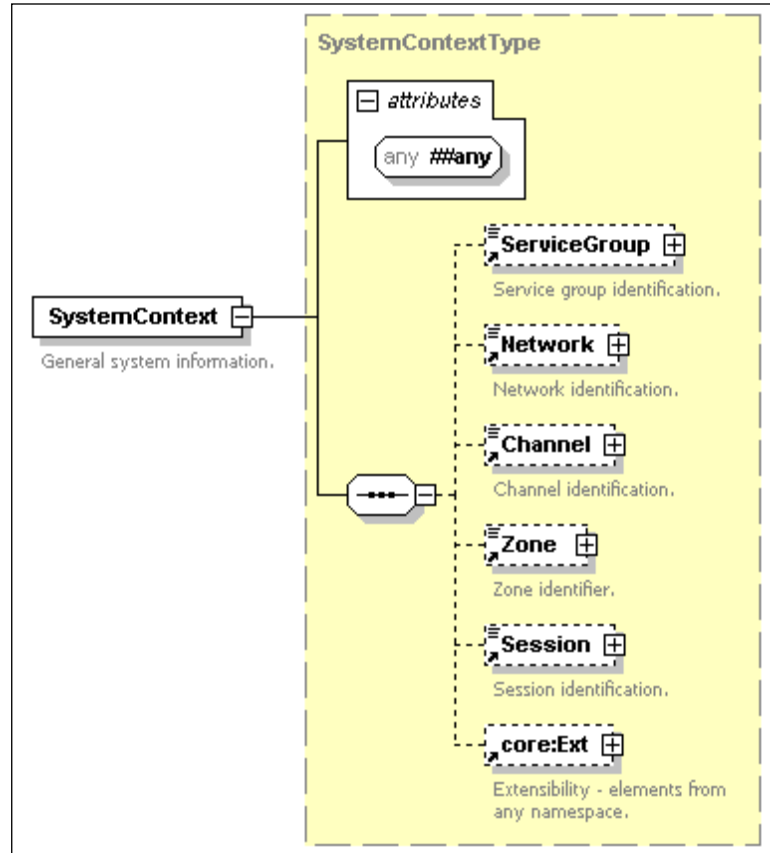 SystemContextType
attributes
any ##any
ServiceGroup
Service group identification.
SystemContext
General system information.
Network
Network identification.
Channel
Channel identification.
Zone
Zone identifier.
Session
Session identification.
core:Ext
Extensibility - elements from
any namespace.